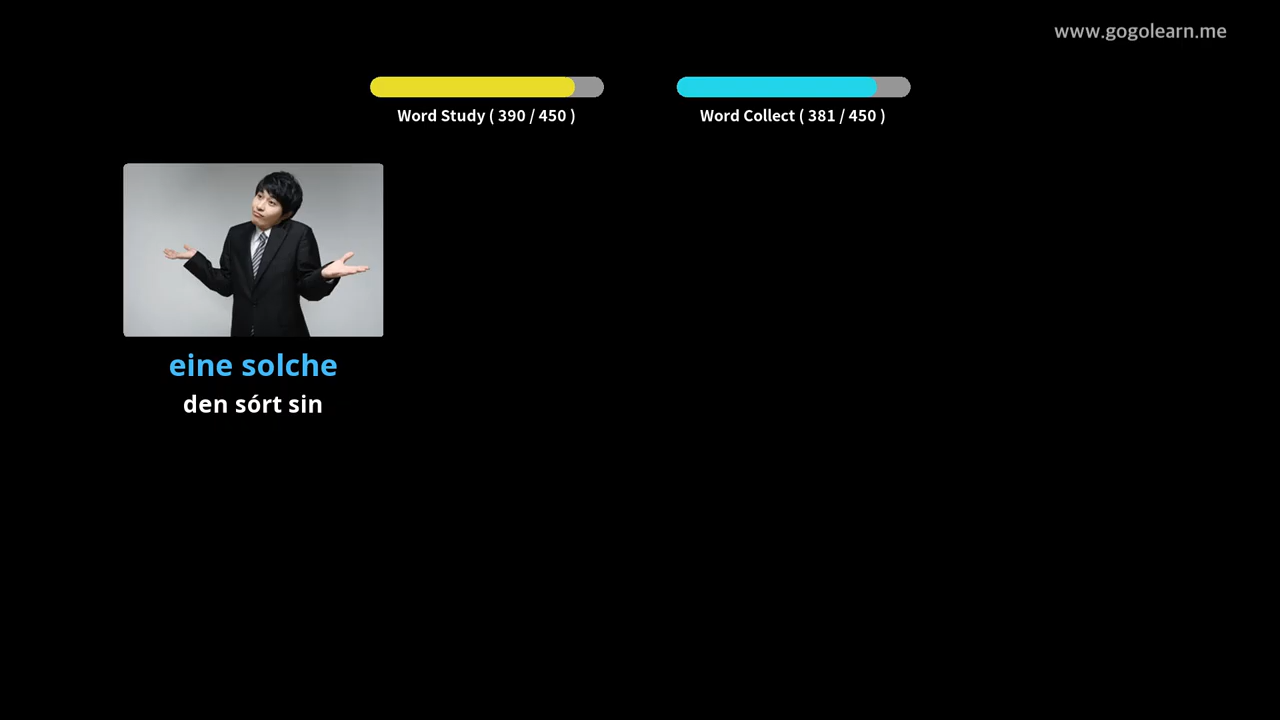 www.gogolearn.me
Word Study ( 390 / 450 )
Word Collect ( 381 / 450 )
eine solche
den sórt sin